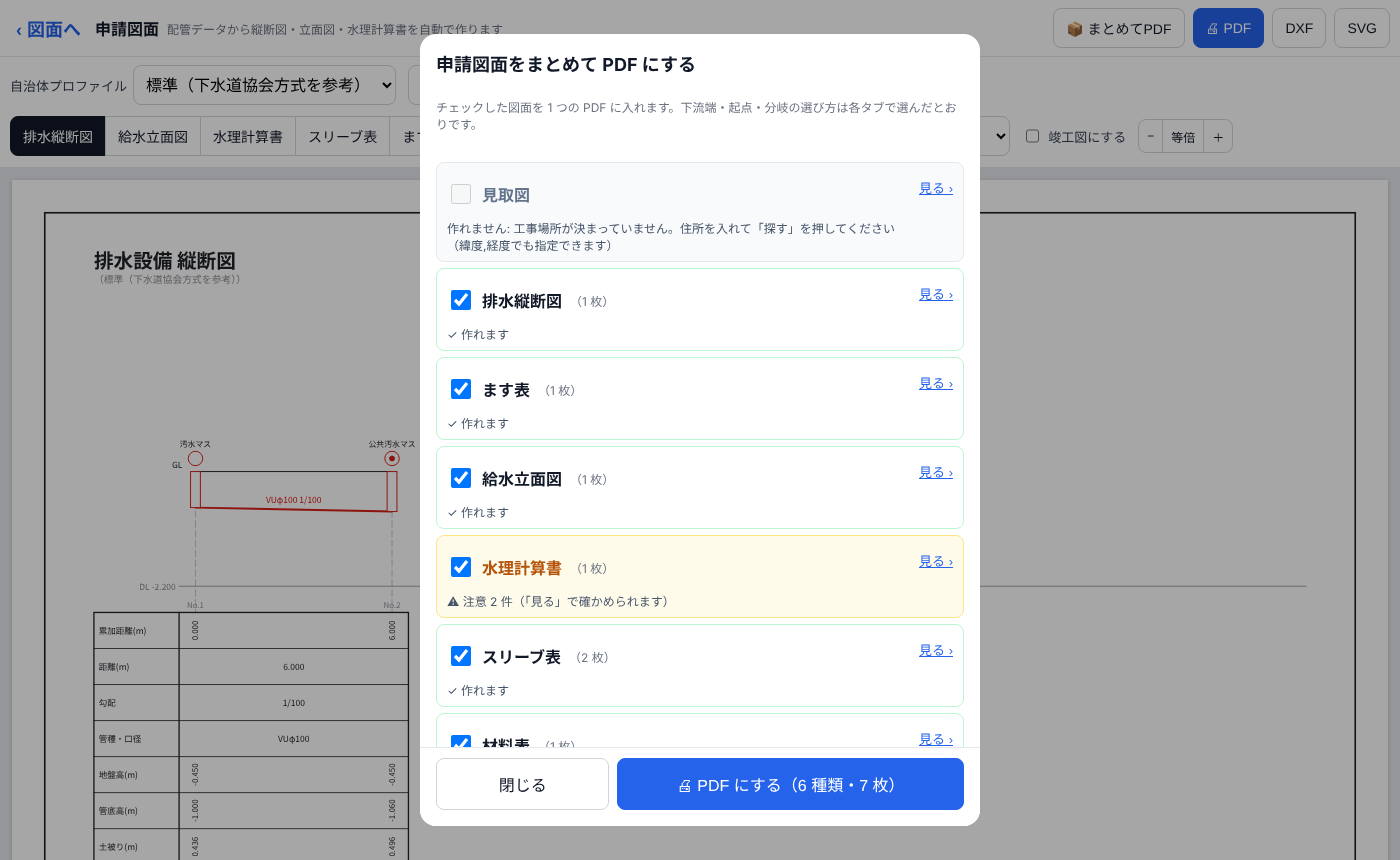 ‹ 図面へ 申請図面 配管データから縦断図・立面図・水理計算書を自動で作ります
📦 まとめてPDF 🖨 PDF DXF SVG
自治体プロファイル 標準（下水道協会方式を参考）
排水縦断図 給水立面図 水理計算書 スリーブ表 竣工図にする − 等倍 ＋
申請図面をまとめて PDF にする
チェックした図面を 1 つの PDF に入れます。下流端・起点・分岐の選び方は各タブで選んだとお
りです。
見取図 見る ›
作れません: 工事場所が決まっていません。住所を入れて「探す」を押してください
（緯度,経度でも指定できます）
排水縦断図 （1 枚） 見る ›
✓ 作れます
ます表 （1 枚） 見る ›
✓ 作れます
給水立面図 （1 枚） 見る ›
✓ 作れます
水理計算書 （1 枚） 見る ›
⚠ 注意 2 件（「見る」で確かめられます）
スリーブ表 （2 枚） 見る ›
✓ 作れます
材料表 （1 枚） 見る ›
閉じる 🖨 PDF にする（6 種類・7 枚）
排水設備 縦断図
（標準（下水道協会方式を参考））
汚水マス 公共汚水マス
GL
VUφ100 1/100
DL -2.200
No.1 No.2
累加距離(m) 0.000 6.000
距離(m) 6.000
勾配 1/100
管種・口径 VUφ100
地盤高(m) -0.450 -0.450
管底高(m) -1.000 -1.060
土被り(m) 0.436 0.496